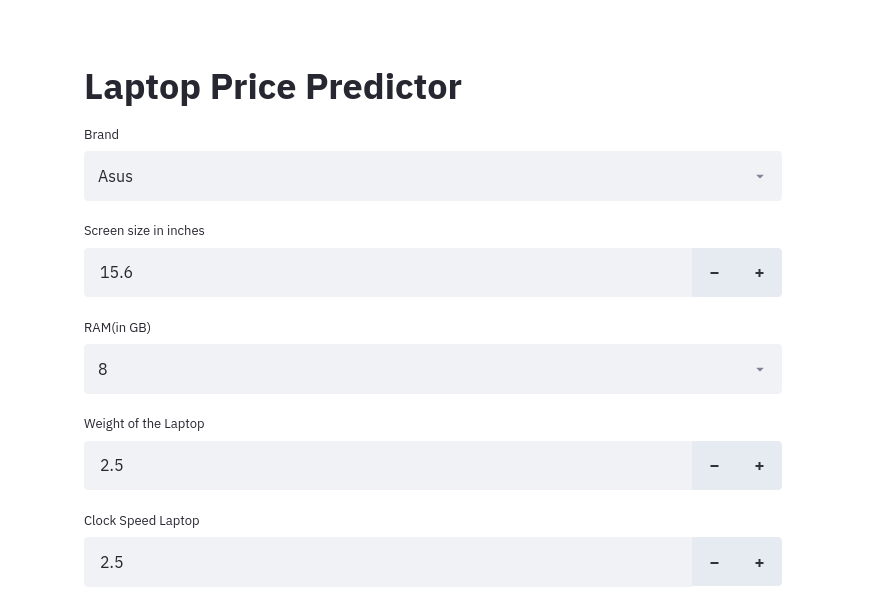 Laptop Price Predictor
Brand
Asus
Screen size in inches
15.6
− +
RAM(in GB)
8
Weight of the Laptop
2.5
− +
Clock Speed Laptop
2.5
− +